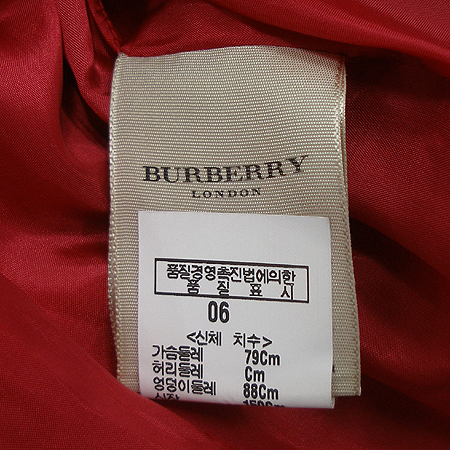 BURBERRY
LONDON
품질경영촉진법에의한
품 질 표 시
06
<신체 치수>
가슴둘레 79Cm
허리둘레 Cm
엉덩이둘레 88Cm